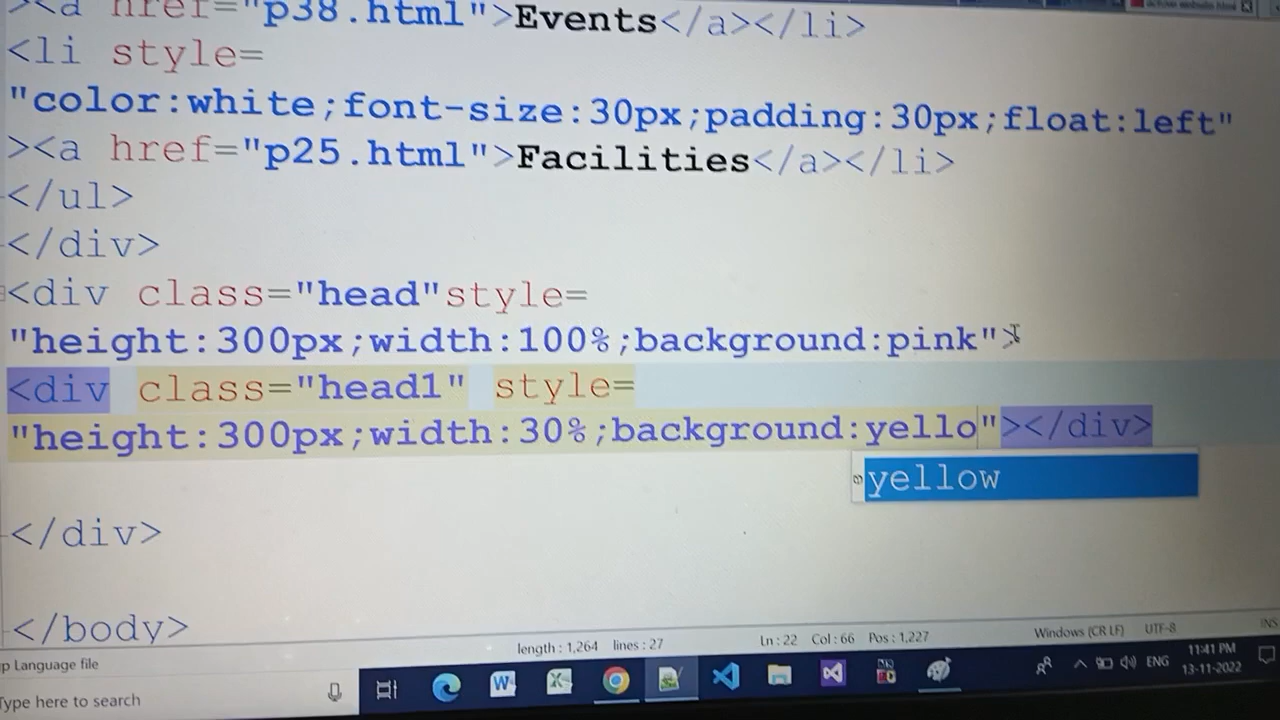 ><a href="p38.html">Events</a></li>
<li style=
"color:white;font-size:30px;padding:30px;float:left"
><a href="p25.html">Facilities</a></li>
</ul>
</div>
<div class="head"style=
"height:300px;width:100%;background:pink">
<div class="head1" style=
"height:300px;width:30%;background:yello"></div>
yellow
</div>
</body>
length : 1,264 lines : 27 Ln : 22 Col : 66 Pos : 1,227 Windows (CR LF) UTF-8 INS
p Language file
Type here to search
ENG 11:41 PM
13-11-2022